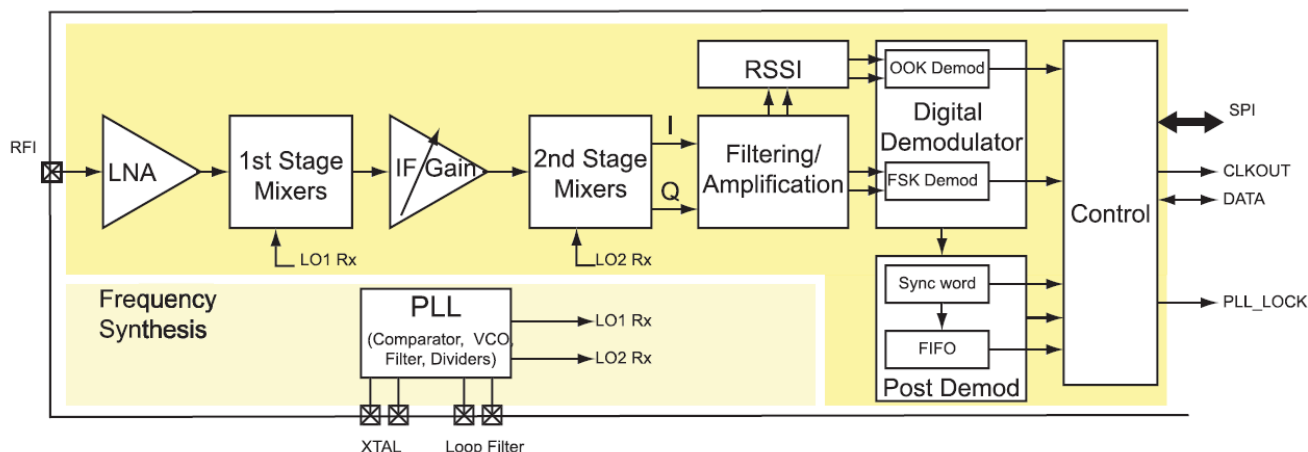 RSSI
OOK Demod
Digital
Demodulator
FSK Demod
RFI
LNA
1st Stage
Mixers
IF/Gain
2nd Stage
Mixers
I
Q
Filtering/
Amplification
Control
SPI
CLKOUT
DATA
PLL_LOCK
LO1 Rx
LO2 Rx
Sync word
FIFO
Post Demod
Frequency
Synthesis
PLL
(Comparator, VCO,
Filter, Dividers)
LO1 Rx
LO2 Rx
XTAL
Loop Filter